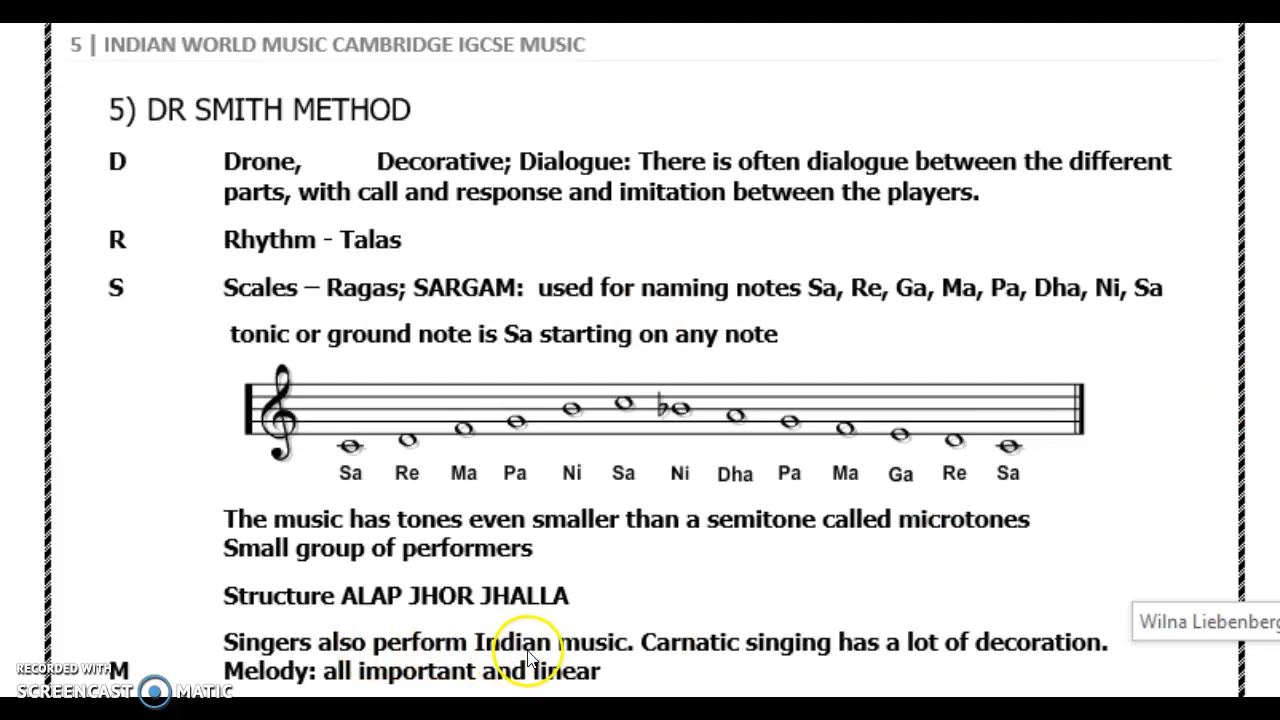 5 | INDIAN WORLD MUSIC CAMBRIDGE IGCSE MUSIC
5) DR SMITH METHOD
D Drone, Decorative; Dialogue: There is often dialogue between the different
parts, with call and response and imitation between the players.
R Rhythm - Talas
S Scales – Ragas; SARGAM: used for naming notes Sa, Re, Ga, Ma, Pa, Dha, Ni, Sa
tonic or ground note is Sa starting on any note
Sa Re Ma Pa Ni Sa Ni Dha Pa Ma Ga Re Sa
The music has tones even smaller than a semitone called microtones
Small group of performers
Structure ALAP JHOR JHALLA
Singers also perform Indian music. Carnatic singing has a lot of decoration.
M Melody: all important and linear
Wilna Liebenberg
RECORDED WITH
SCREENCAST MATIC